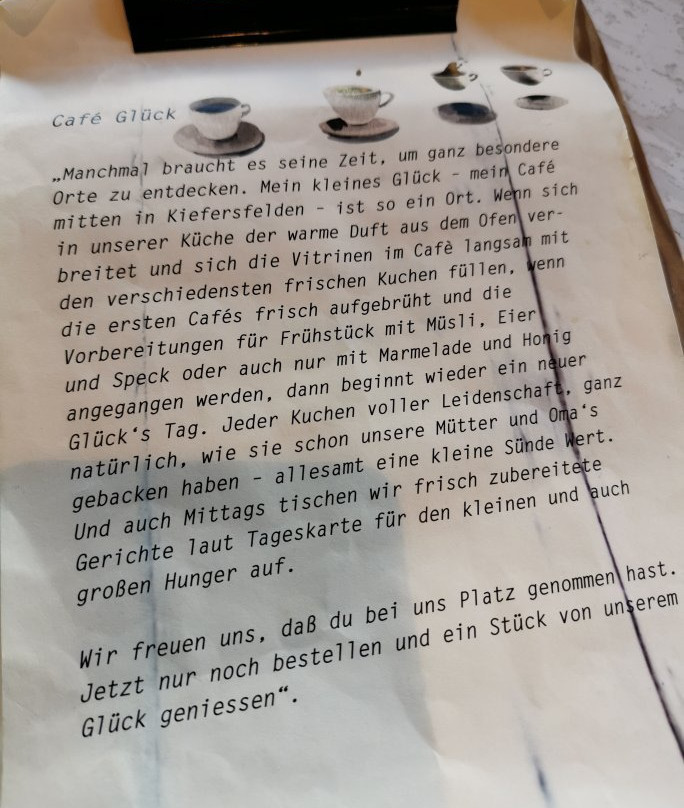 Café Glück
„Manchmal braucht es seine Zeit, um ganz besondere
Orte zu entdecken. Mein kleines Glück - mein Café
mitten in Kiefersfelden - ist so ein Ort. Wenn sich
in unserer Küche der warme Duft aus dem Ofen ver-
breitet und sich die Vitrinen im Cafè langsam mit
den verschiedensten frischen Kuchen füllen, wenn
die ersten Cafés frisch aufgebrüht und die
Vorbereitungen für Frühstück mit Müsli, Eier
und Speck oder auch nur mit Marmelade und Honig
angegangen werden, dann beginnt wieder ein neuer
Glück‘s Tag. Jeder Kuchen voller Leidenschaft, ganz
natürlich, wie sie schon unsere Mütter und Oma‘s
gebacken haben - allesamt eine kleine Sünde Wert.
Und auch Mittags tischen wir frisch zubereitete
Gerichte laut Tageskarte für den kleinen und auch
großen Hunger auf.
Wir freuen uns, daß du bei uns Platz genommen hast.
Jetzt nur noch bestellen und ein Stück von unserem
Glück geniessen“.